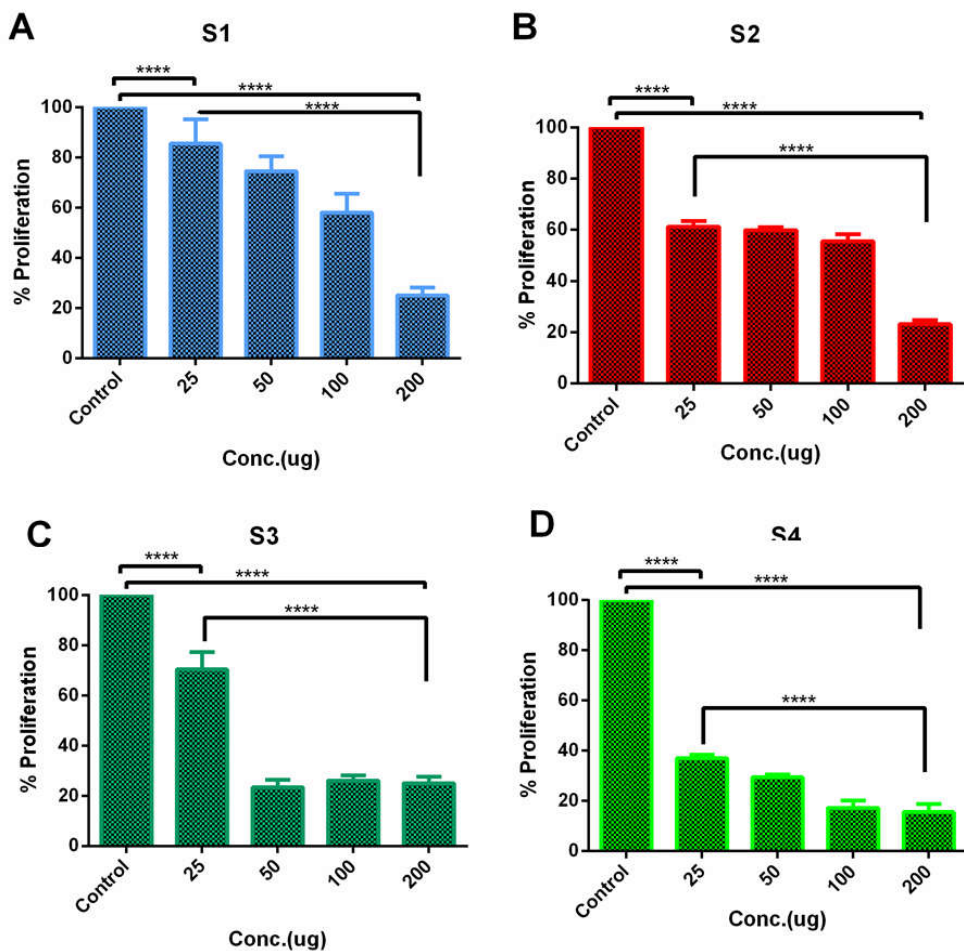 A
S1
****
****
****
% Proliferation
100
80
60
40
20
0
Control
25
50
100
200
Conc.(ug)
B
S2
****
****
****
% Proliferation
100
80
60
40
20
0
Control
25
50
100
200
Conc.(ug)
C
S3
****
****
****
% Proliferation
100
80
60
40
20
0
Control
25
50
100
200
Conc.(ug)
D
S4
****
****
****
% Proliferation
100
80
60
40
20
0
Control
25
50
100
200
Conc.(ug)